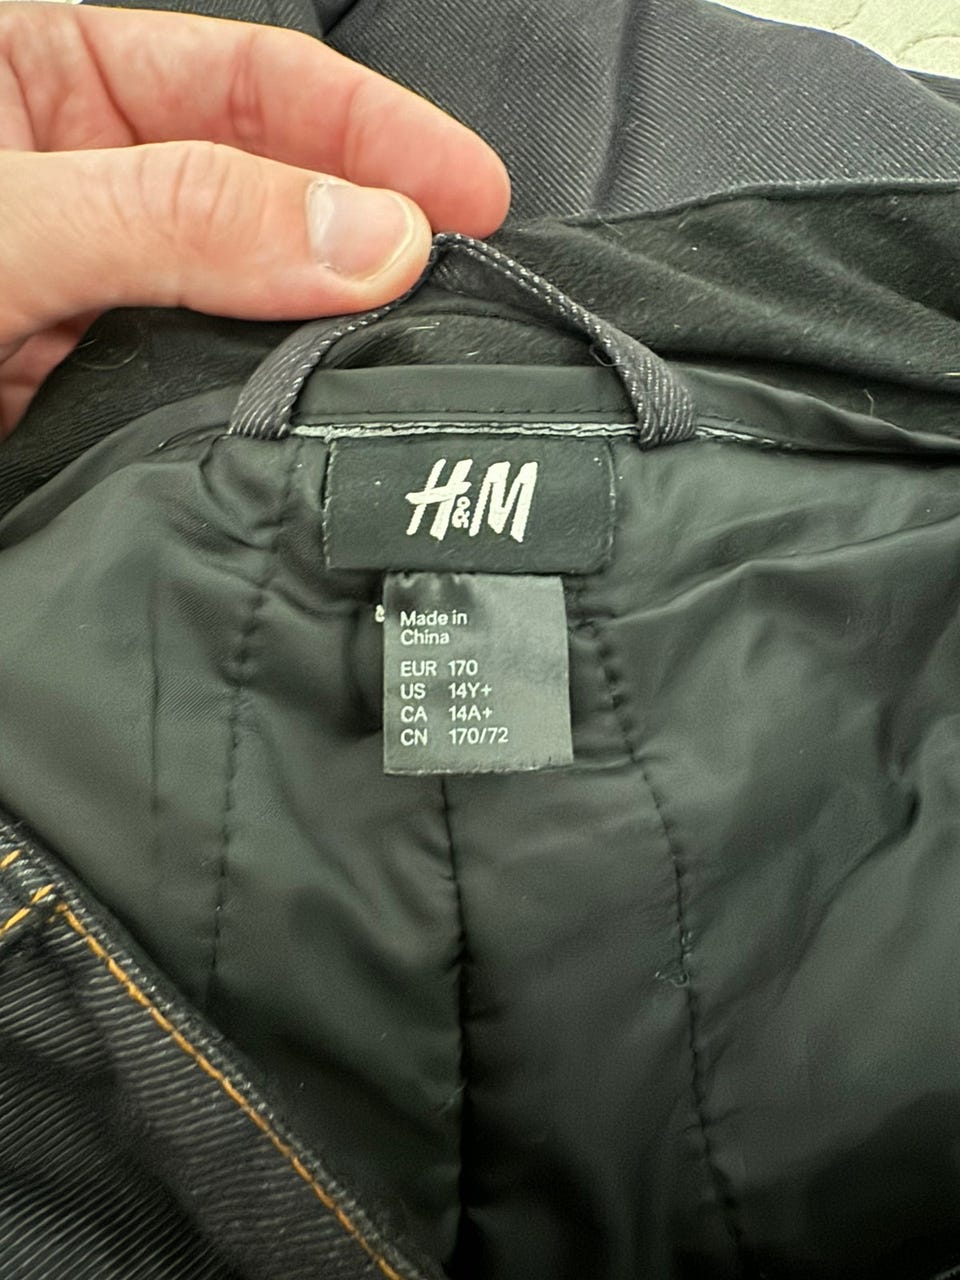 H&M
Made in
China
EUR 170
US 14Y+
CA 14A+
CN 170/72